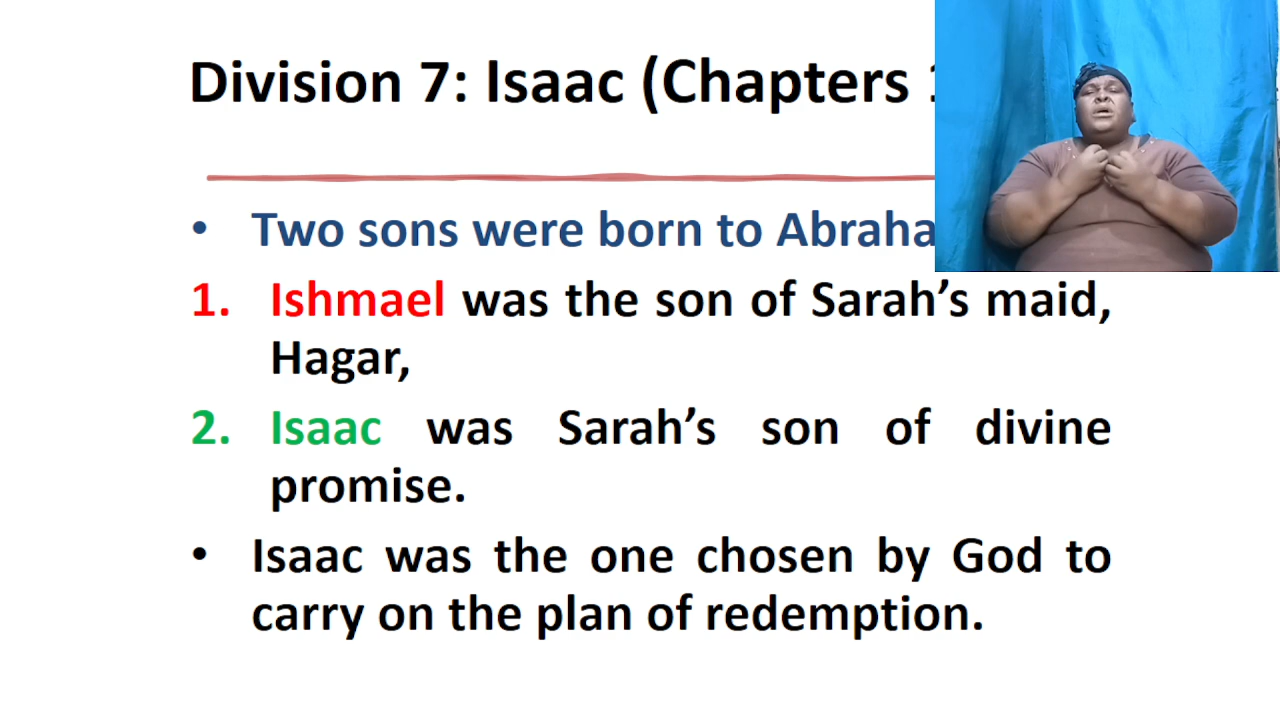 Division 7: Isaac (Chapters
• Two sons were born to
1. Ishmael was the son of Sarah’s maid,
Hagar,
2. Isaac was Sarah’s son of divine
promise.
• Isaac was the one chosen by God to
carry on the plan of redemption.